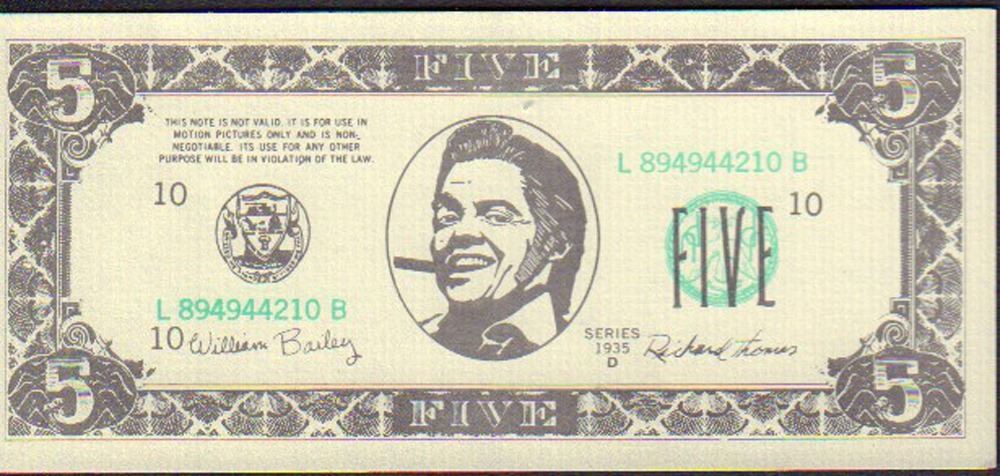 5 FIVE 5
THIS NOTE IS NOT VALID. IT IS FOR USE IN
MOTION PICTURES ONLY AND IS NON-
NEGOTIABLE. ITS USE FOR ANY OTHER
PURPOSE WILL BE IN VIOLATION OF THE LAW.
L 894944210 B
10
10
FIVE
L 894944210 B
10 William Bailey
SERIES
1935
D
Richard Thomas
5 FIVE 5